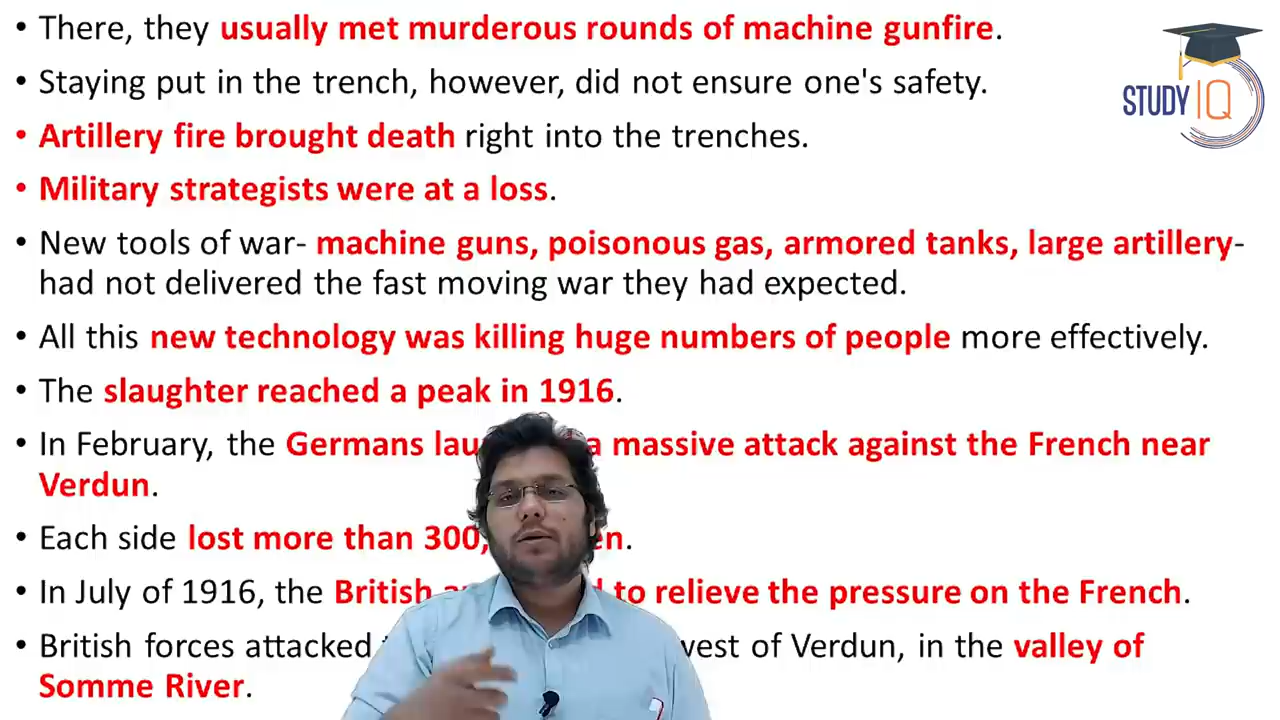 • There, they usually met murderous rounds of machine gunfire.
• Staying put in the trench, however, did not ensure one's safety.
• Artillery fire brought death right into the trenches.
• Military strategists were at a loss.
• New tools of war- machine guns, poisonous gas, armored tanks, large artillery-
had not delivered the fast moving war they had expected.
• All this new technology was killing huge numbers of people more effectively.
• The slaughter reached a peak in 1916.
• In February, the Germans a massive attack against the French near
Verdun.
• Each side lost more than
• In July of 1916, the British to relieve the pressure on the French.
• British forces attacked of Verdun, in the valley of
Somme River.
STUDY IQ